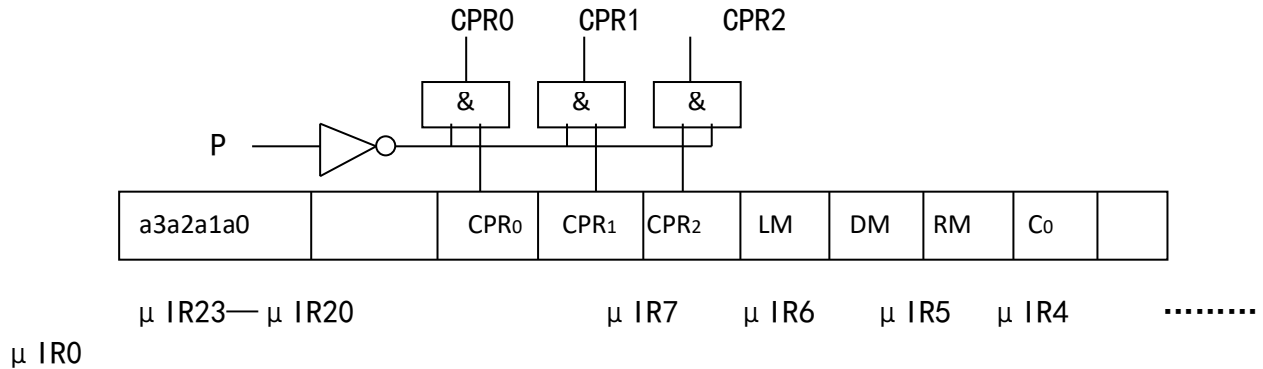 CPR0 CPR1 CPR2
& & &
P
a3a2a1a0 CPR0 CPR1 CPR2 LM DM RM C0
μIR23—μIR20 μIR7 μIR6 μIR5 μIR4 ………
μIR0